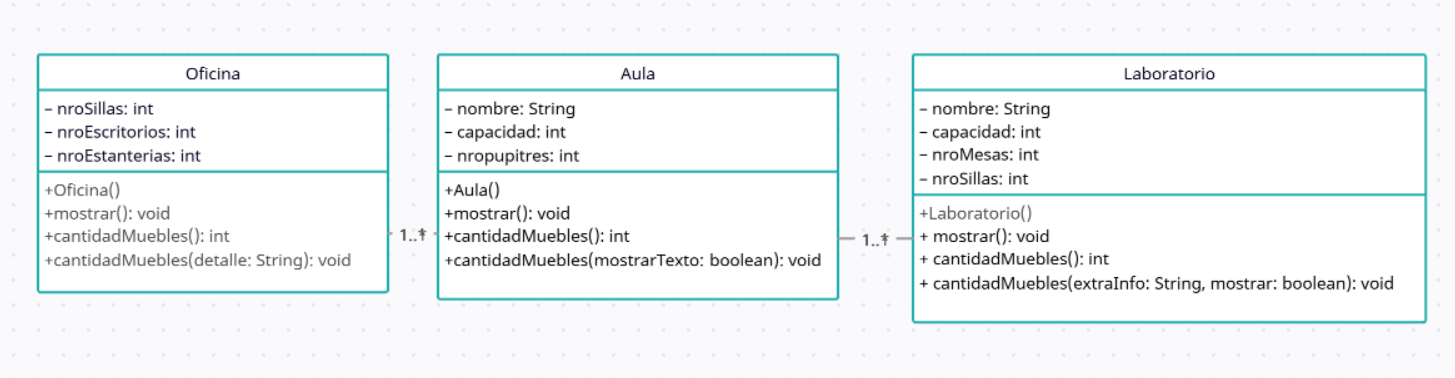 Oficina
– nroSillas: int
– nroEscritorios: int
– nroEstanterias: int
+Oficina()
+mostrar(): void
+cantidadMuebles(): int
+cantidadMuebles(detalle: String): void
1..1
Aula
– nombre: String
– capacidad: int
– nropupitres: int
+Aula()
+mostrar(): void
+cantidadMuebles(): int
+cantidadMuebles(mostrarTexto: boolean): void
1..1
Laboratorio
– nombre: String
– capacidad: int
– nroMesas: int
– nroSillas: int
+Laboratorio()
+ mostrar(): void
+ cantidadMuebles(): int
+ cantidadMuebles(extraInfo: String, mostrar: boolean): void